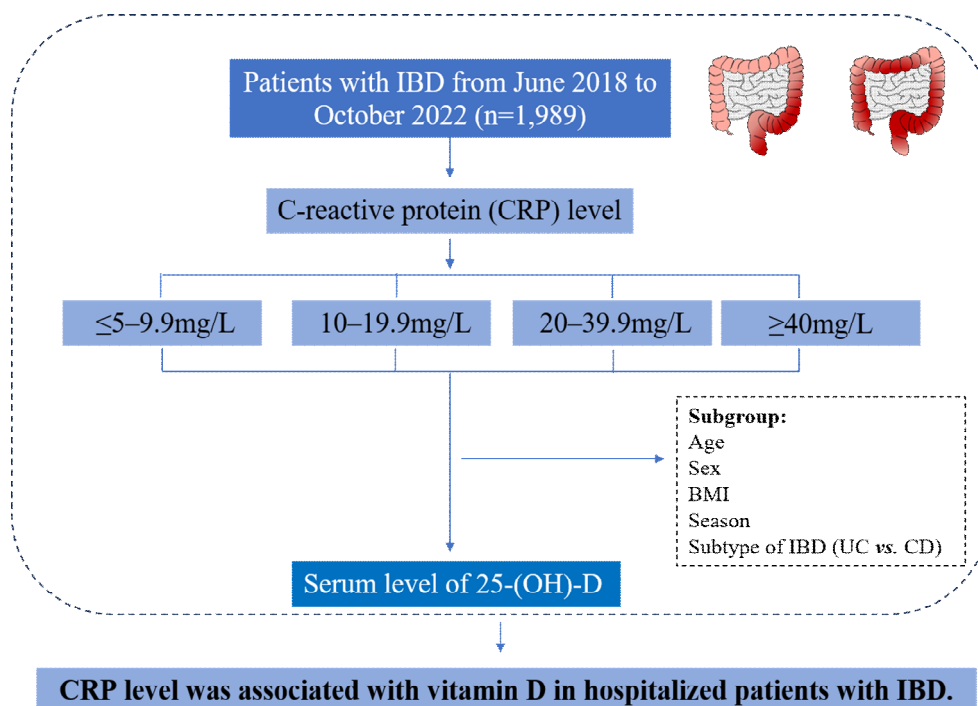 Patients with IBD from June 2018 to
October 2022 (n=1,989)
C-reactive protein (CRP) level
≤5–9.9mg/L
10–19.9mg/L
20–39.9mg/L
≥40mg/L
Subgroup:
Age
Sex
BMI
Season
Subtype of IBD (UC vs. CD)
Serum level of 25-(OH)-D
CRP level was associated with vitamin D in hospitalized patients with IBD.